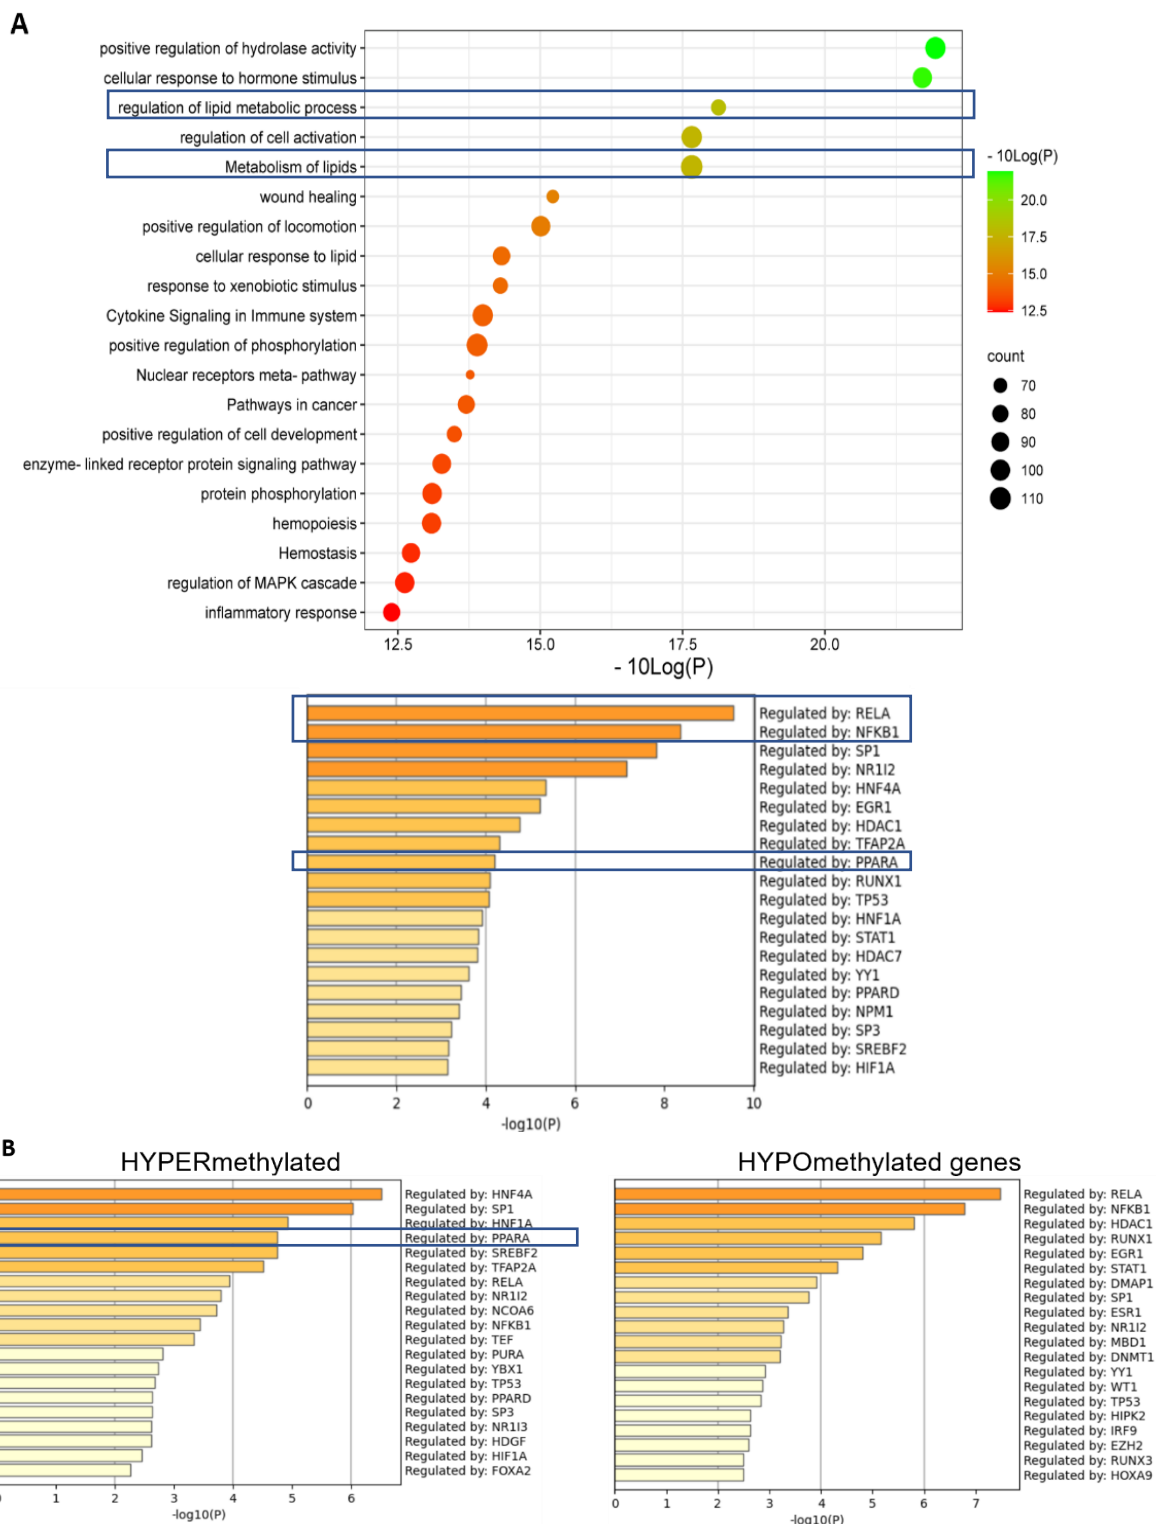 A
positive regulation of hydrolase activity
cellular response to hormone stimulus
regulation of lipid metabolic process
regulation of cell activation
Metabolism of lipids
wound healing
positive regulation of locomotion
cellular response to lipid
response to xenobiotic stimulus
Cytokine Signaling in Immune system
positive regulation of phosphorylation
Nuclear receptors meta- pathway
Pathways in cancer
positive regulation of cell development
enzyme- linked receptor protein signaling pathway
protein phosphorylation
hemopoiesis
Hemostasis
regulation of MAPK cascade
inflammatory response
12.5 15.0 17.5 20.0
- 10Log(P)
- 10Log(P)
20.0
17.5
15.0
12.5
count
70
80
90
100
110
Regulated by: RELA
Regulated by: NFKB1
Regulated by: SP1
Regulated by: NR1I2
Regulated by: HNF4A
Regulated by: EGR1
Regulated by: HDAC1
Regulated by: TFAP2A
Regulated by: PPARA
Regulated by: RUNX1
Regulated by: TP53
Regulated by: HNF1A
Regulated by: STAT1
Regulated by: HDAC7
Regulated by: YY1
Regulated by: PPARD
Regulated by: NPM1
Regulated by: SP3
Regulated by: SREBF2
Regulated by: HIF1A
0 2 4 6 8 10
-log10(P)
B
HYPERmethylated
Regulated by: HNF4A
Regulated by: SP1
Regulated by: HNF1A
Regulated by: PPARA
Regulated by: SREBF2
Regulated by: TFAP2A
Regulated by: RELA
Regulated by: NR1I2
Regulated by: NCOA6
Regulated by: NFKB1
Regulated by: TEF
Regulated by: PURA
Regulated by: YBX1
Regulated by: TP53
Regulated by: PPARD
Regulated by: SP3
Regulated by: NR1I3
Regulated by: HDGF
Regulated by: HIF1A
Regulated by: FOXA2
1 2 3 4 5 6
-log10(P)
HYPOmethylated genes
Regulated by: RELA
Regulated by: NFKB1
Regulated by: HDAC1
Regulated by: RUNX1
Regulated by: EGR1
Regulated by: STAT1
Regulated by: DMAP1
Regulated by: SP1
Regulated by: ESR1
Regulated by: NR1I2
Regulated by: MBD1
Regulated by: DNMT1
Regulated by: YY1
Regulated by: WT1
Regulated by: TP53
Regulated by: HIPK2
Regulated by: IRF9
Regulated by: EZH2
Regulated by: RUNX3
Regulated by: HOXA9
0 1 2 3 4 5 6 7
-log10(P)